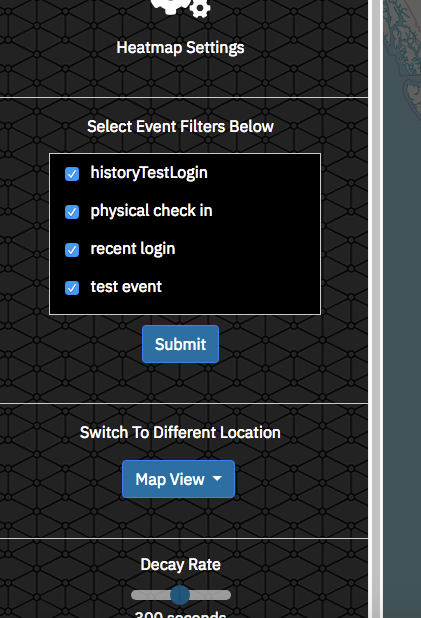 Heatmap Settings
Select Event Filters Below
historyTestLogin
physical check in
recent login
test event
Submit
Switch To Different Location
Map View
Decay Rate
300 seconds